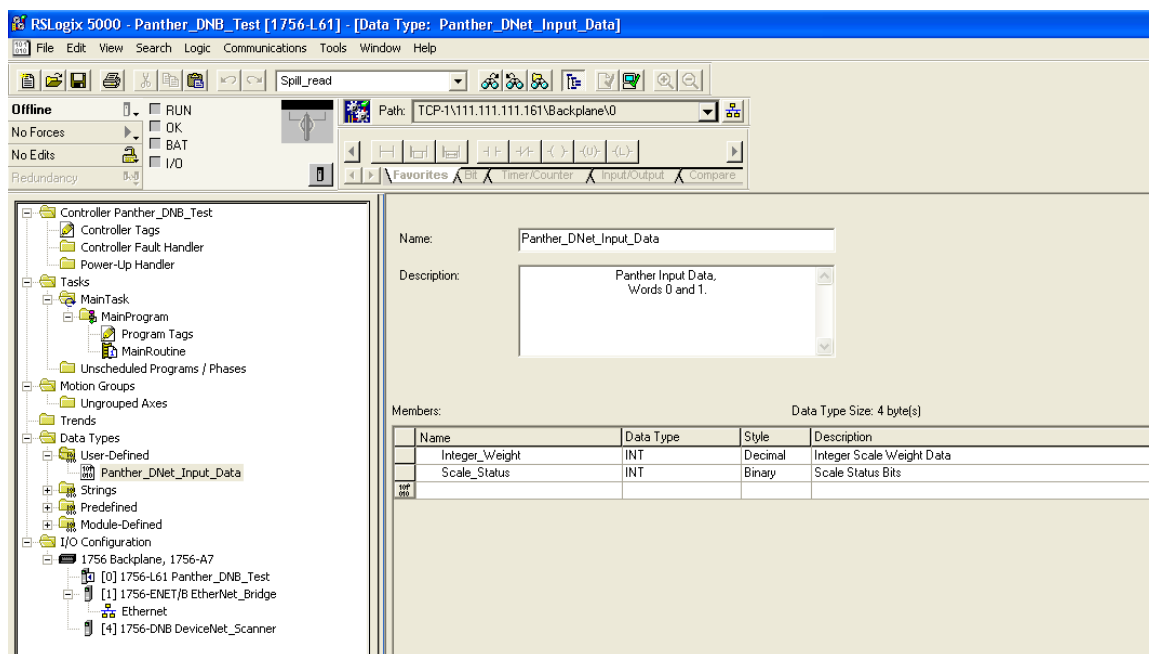 RSLogix 5000 - Panther_DNB_Test [1756-L61] - [Data Type: Panther_DNet_Input_Data]
File Edit View Search Logic Communications Tools Window Help
Spill_read
Offline RUN
No Forces OK
BAT
No Edits I/O
Redundancy
Path: TCP-1\111.111.111.161\Backplane\0
Favorites Bit Timer/Counter Input/Output Compare
Controller Panther_DNB_Test
Controller Tags
Controller Fault Handler
Power-Up Handler
Tasks
MainTask
MainProgram
Program Tags
MainRoutine
Unscheduled Programs / Phases
Motion Groups
Ungrouped Axes
Trends
Data Types
User-Defined
Panther_DNet_Input_Data
Strings
Predefined
Module-Defined
I/O Configuration
1756 Backplane, 1756-A7
[0] 1756-L61 Panther_DNB_Test
[1] 1756-ENET/B EtherNet_Bridge
Ethernet
[4] 1756-DNB DeviceNet_Scanner
Name: Panther_DNet_Input_Data
Description: Panther Input Data,
Words 0 and 1.
Members: Data Type Size: 4 byte(s)
Name Data Type Style Description
Integer_Weight INT Decimal Integer Scale Weight Data
Scale_Status INT Binary Scale Status Bits